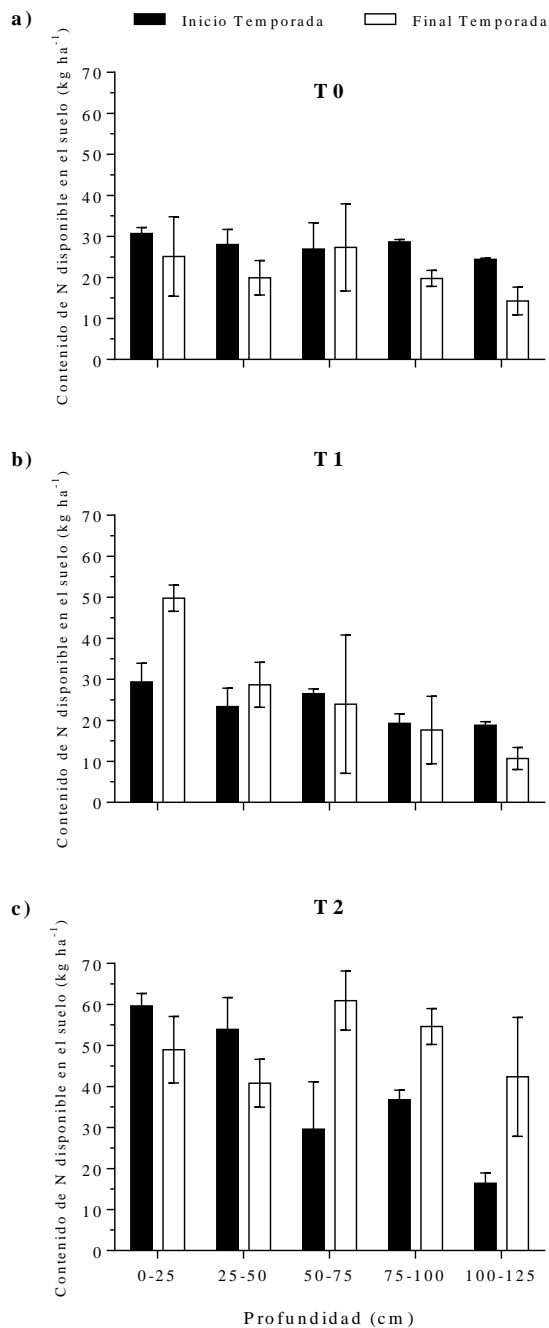 a)
Inicio Temporada Final Temporada
T 0
Contenido de N disponible en el suelo (kg ha-1)
70
60
50
40
30
20
10
0
b)
T 1
Contenido de N disponible en el suelo (kg ha-1)
70
60
50
40
30
20
10
0
c)
T 2
Contenido de N disponible en el suelo (kg ha-1)
70
60
50
40
30
20
10
0
0-25 25-50 50-75 75-100 100-125
Profundidad (cm)